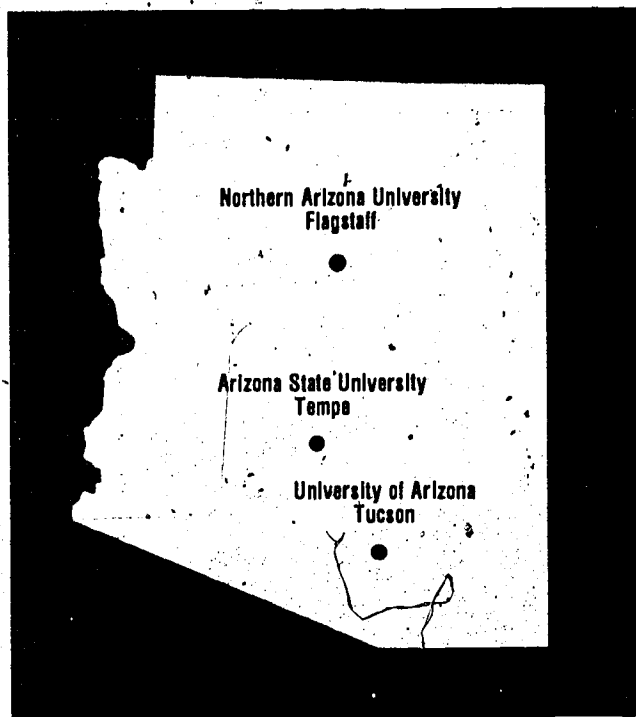 Northern Arizona University
Flagstaff
Arizona State University
Tempe
University of Arizona
Tucson